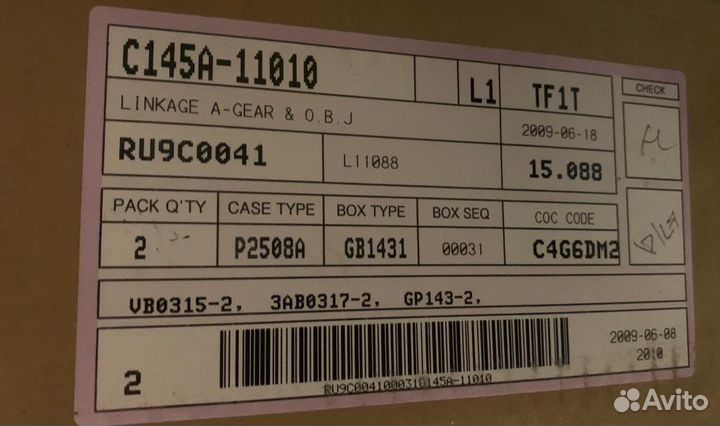 C145A-11010
L1
TF1T
CHECK
LINKAGE A-GEAR & O.B.J
2009-06-18
RU9C0041
L11088
15.088
PACK Q'TY
CASE TYPE
BOX TYPE
BOX SEQ
COC CODE
2
P2508A
GB1431
00031
C4G6DM2
VB0315-2, 3AB0317-2, GP143-2,
2009-06-08
2010
2
RU9C004100031C145A-11010
Avito